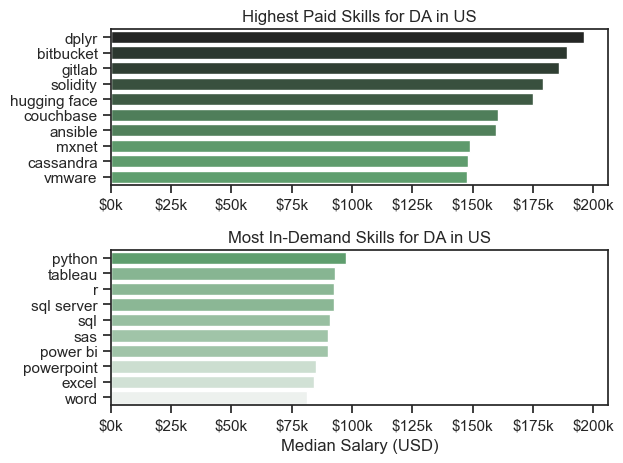 Highest Paid Skills for DA in US
dplyr
bitbucket
gitlab
solidity
hugging face
couchbase
ansible
mxnet
cassandra
vmware
$0k $25k $50k $75k $100k $125k $150k $175k $200k
Most In-Demand Skills for DA in US
python
tableau
r
sql server
sql
sas
power bi
powerpoint
excel
word
$0k $25k $50k $75k $100k $125k $150k $175k $200k
Median Salary (USD)